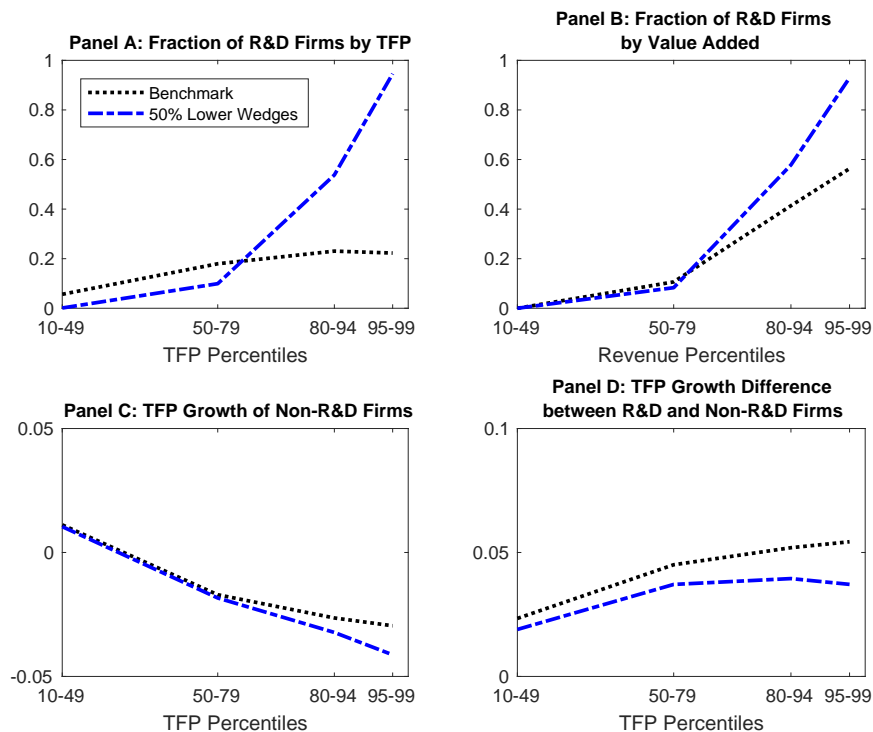 Panel A: Fraction of R&D Firms by TFP
1
0.8
0.6
0.4
0.2
0
Benchmark
50% Lower Wedges
10-49
50-79
80-94
95-99
TFP Percentiles
Panel B: Fraction of R&D Firms
by Value Added
1
0.8
0.6
0.4
0.2
0
10-49
50-79
80-94
95-99
Revenue Percentiles
Panel C: TFP Growth of Non-R&D Firms
0.05
0
-0.05
10-49
50-79
80-94
95-99
TFP Percentiles
Panel D: TFP Growth Difference
between R&D and Non-R&D Firms
0.1
0.05
0
10-49
50-79
80-94
95-99
TFP Percentiles